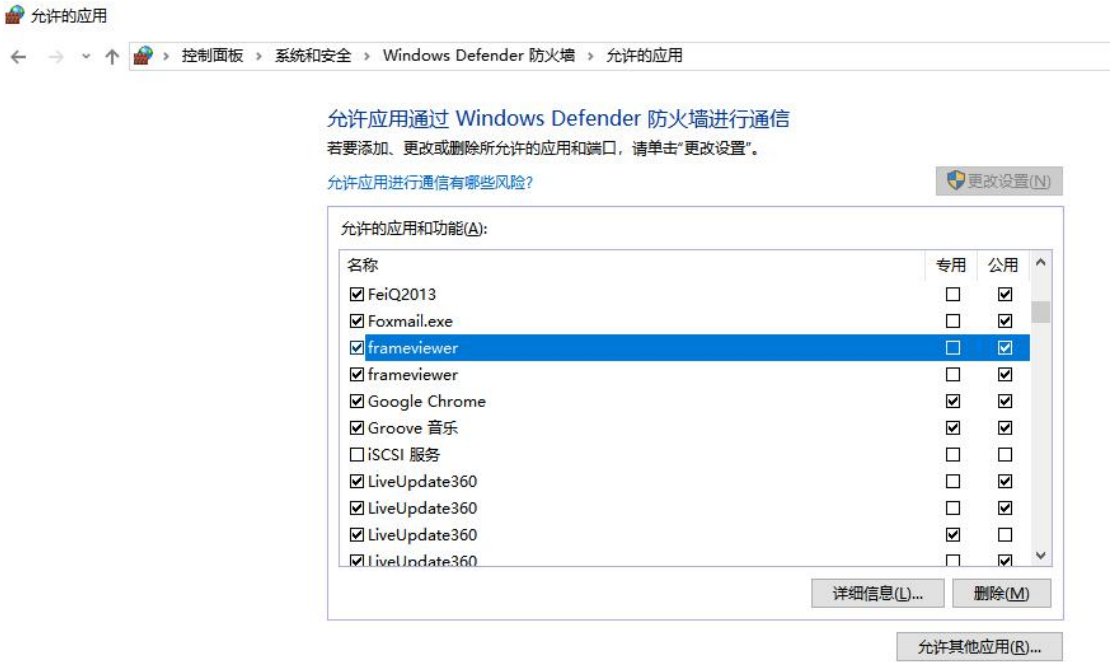 允许的应用
控制面板 › 系统和安全 › Windows Defender 防火墙 › 允许的应用
允许应用通过 Windows Defender 防火墙进行通信
若要添加、更改或删除所允许的应用和端口，请单击“更改设置”。
允许应用进行通信有哪些风险?
更改设置(N)
允许的应用和功能(A):
名称 专用 公用
FeiQ2013
Foxmail.exe
frameviewer
frameviewer
Google Chrome
Groove 音乐
iSCSI 服务
LiveUpdate360
LiveUpdate360
LiveUpdate360
LiveUpdate360
详细信息(L)... 删除(M)
允许其他应用(R)...